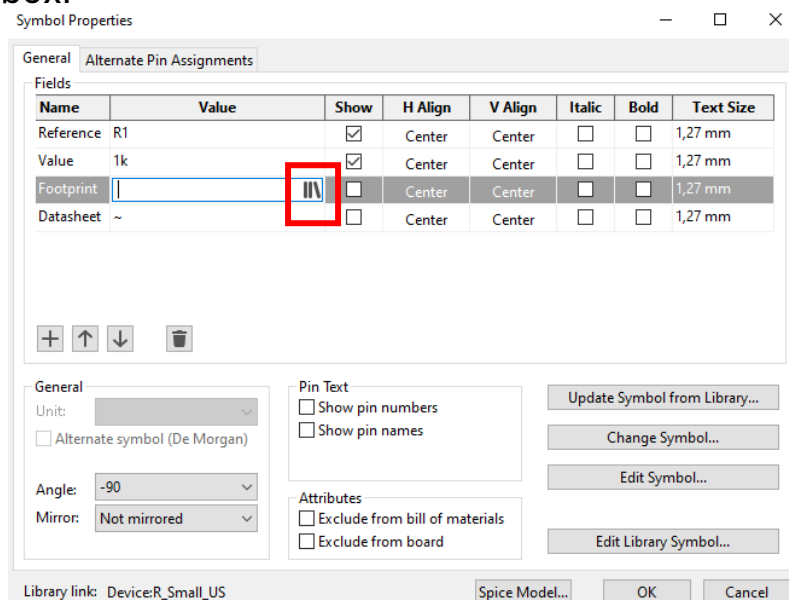 box.
Symbol Properties
General Alternate Pin Assignments
Fields
Name Value Show H Align V Align Italic Bold Text Size
Reference R1 Center Center 1,27 mm
Value 1k Center Center 1,27 mm
Footprint Center Center 1,27 mm
Datasheet ~ Center Center 1,27 mm
General
Unit:
Alternate symbol (De Morgan)
Angle: -90
Mirror: Not mirrored
Pin Text
Show pin numbers
Show pin names
Attributes
Exclude from bill of materials
Exclude from board
Update Symbol from Library...
Change Symbol...
Edit Symbol...
Edit Library Symbol...
Library link: Device:R_Small_US
Spice Model... OK Cancel